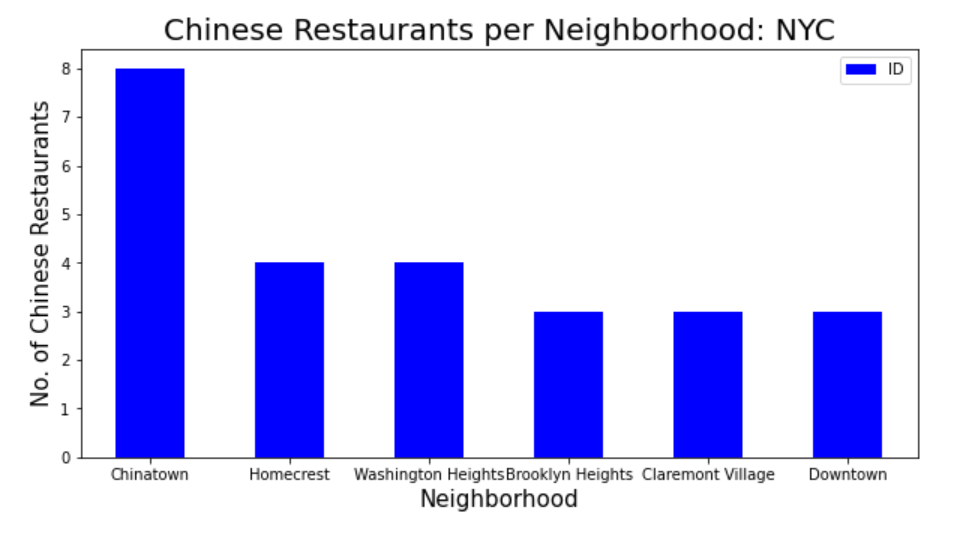 Chinese Restaurants per Neighborhood: NYC
ID
No. of Chinese Restaurants
8
7
6
5
4
3
2
1
0
Chinatown Homecrest Washington Heights Brooklyn Heights Claremont Village Downtown
Neighborhood